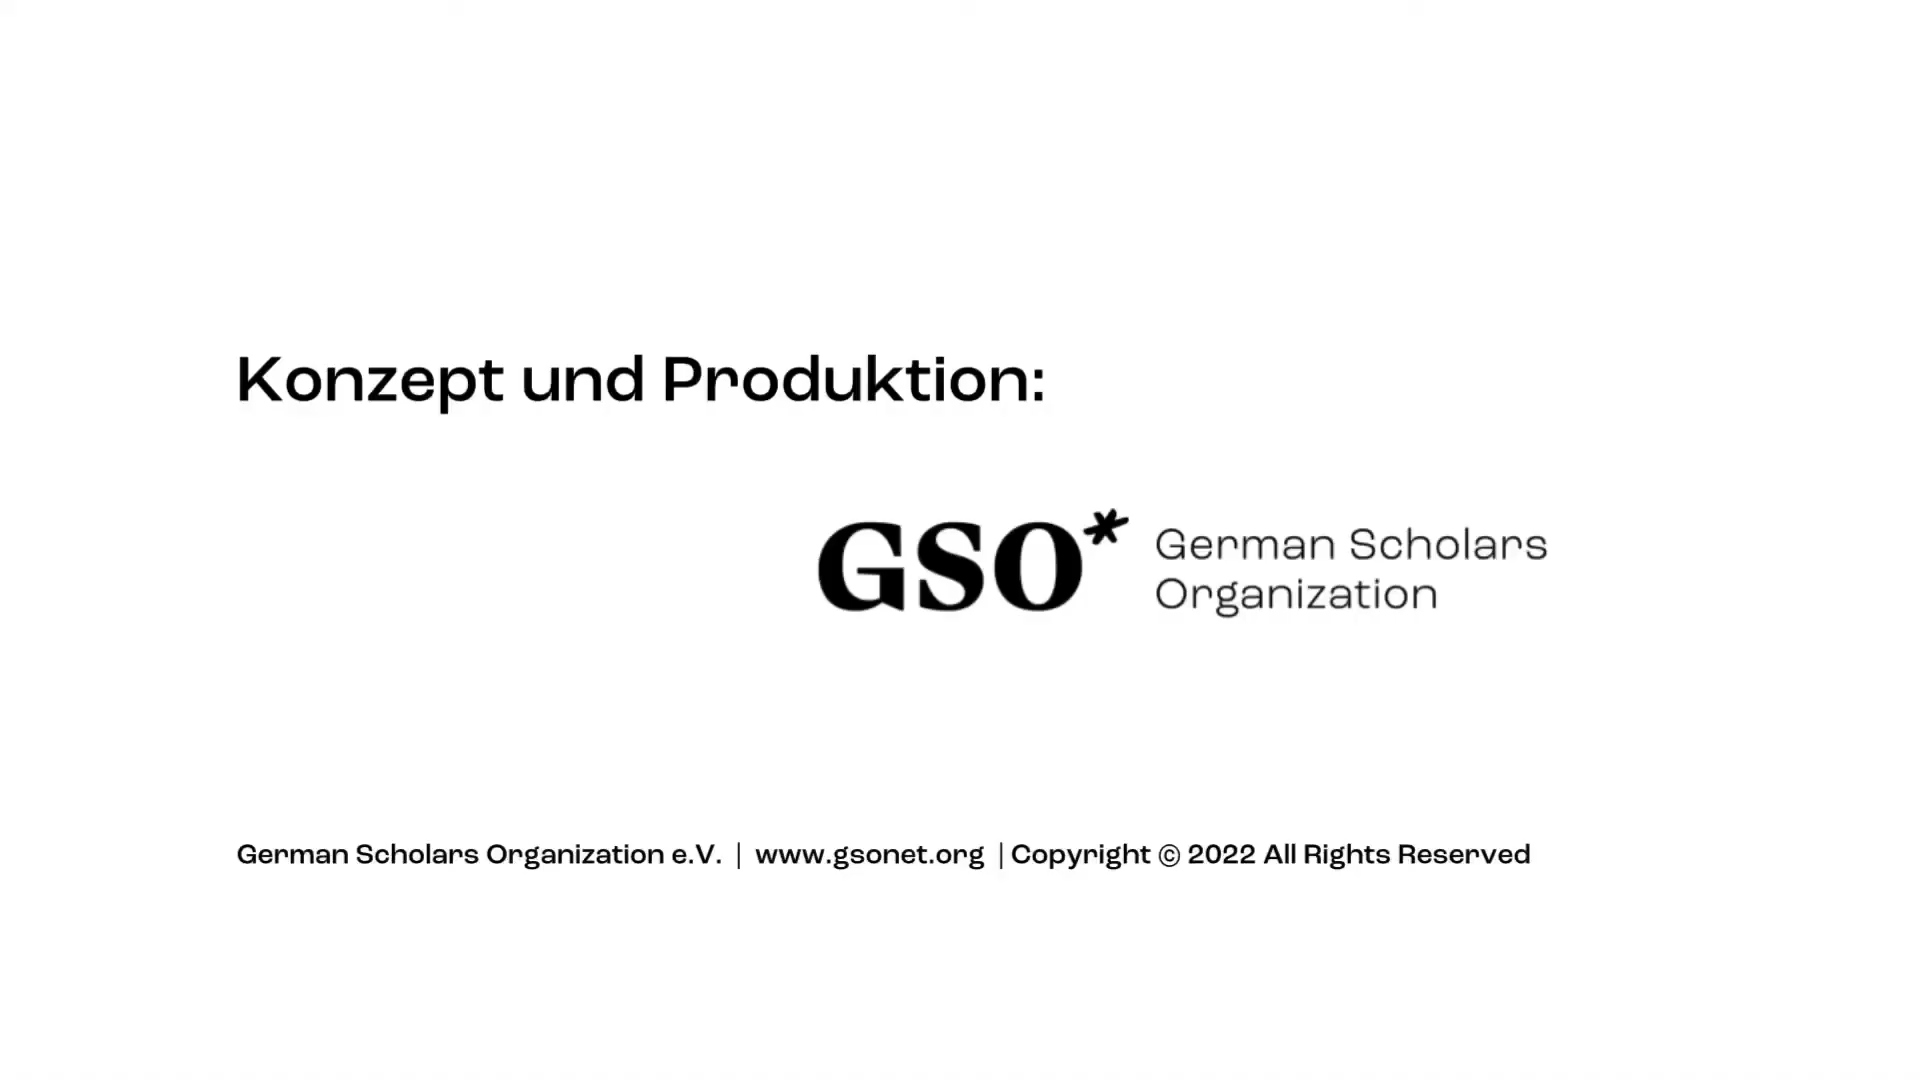 Konzept und Produktion:
GSO* German Scholars
Organization
German Scholars Organization e.V. | www.gsonet.org | Copyright © 2022 All Rights Reserved